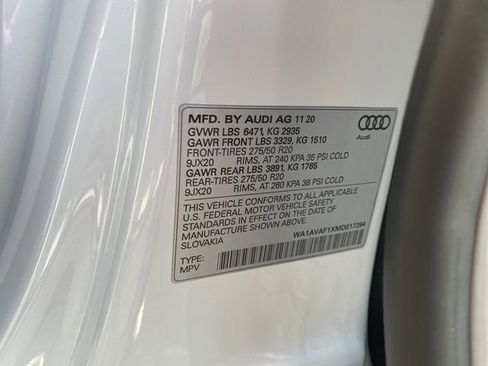 MFD. BY AUDI AG 11 20
GVWR LBS 6471, KG 2935
GAWR FRONT LBS 3329, KG 1510
FRONT-TIRES 275/50 R20
9JX20 RIMS, AT 240 KPA 35 PSI COLD
GAWR REAR LBS 3891, KG 1765
REAR-TIRES 275/50 R20
9JX20 RIMS, AT 260 KPA 38 PSI COLD
THIS VEHICLE CONFORMS TO ALL APPLICABLE
U.S. FEDERAL MOTOR VEHICLE SAFETY
STANDARDS IN EFFECT ON THE DATE OF
MANUFACTURE SHOWN ABOVE.
SLOVAKIA
WA1AVAF1XMD017294
TYPE:
MPV
Audi